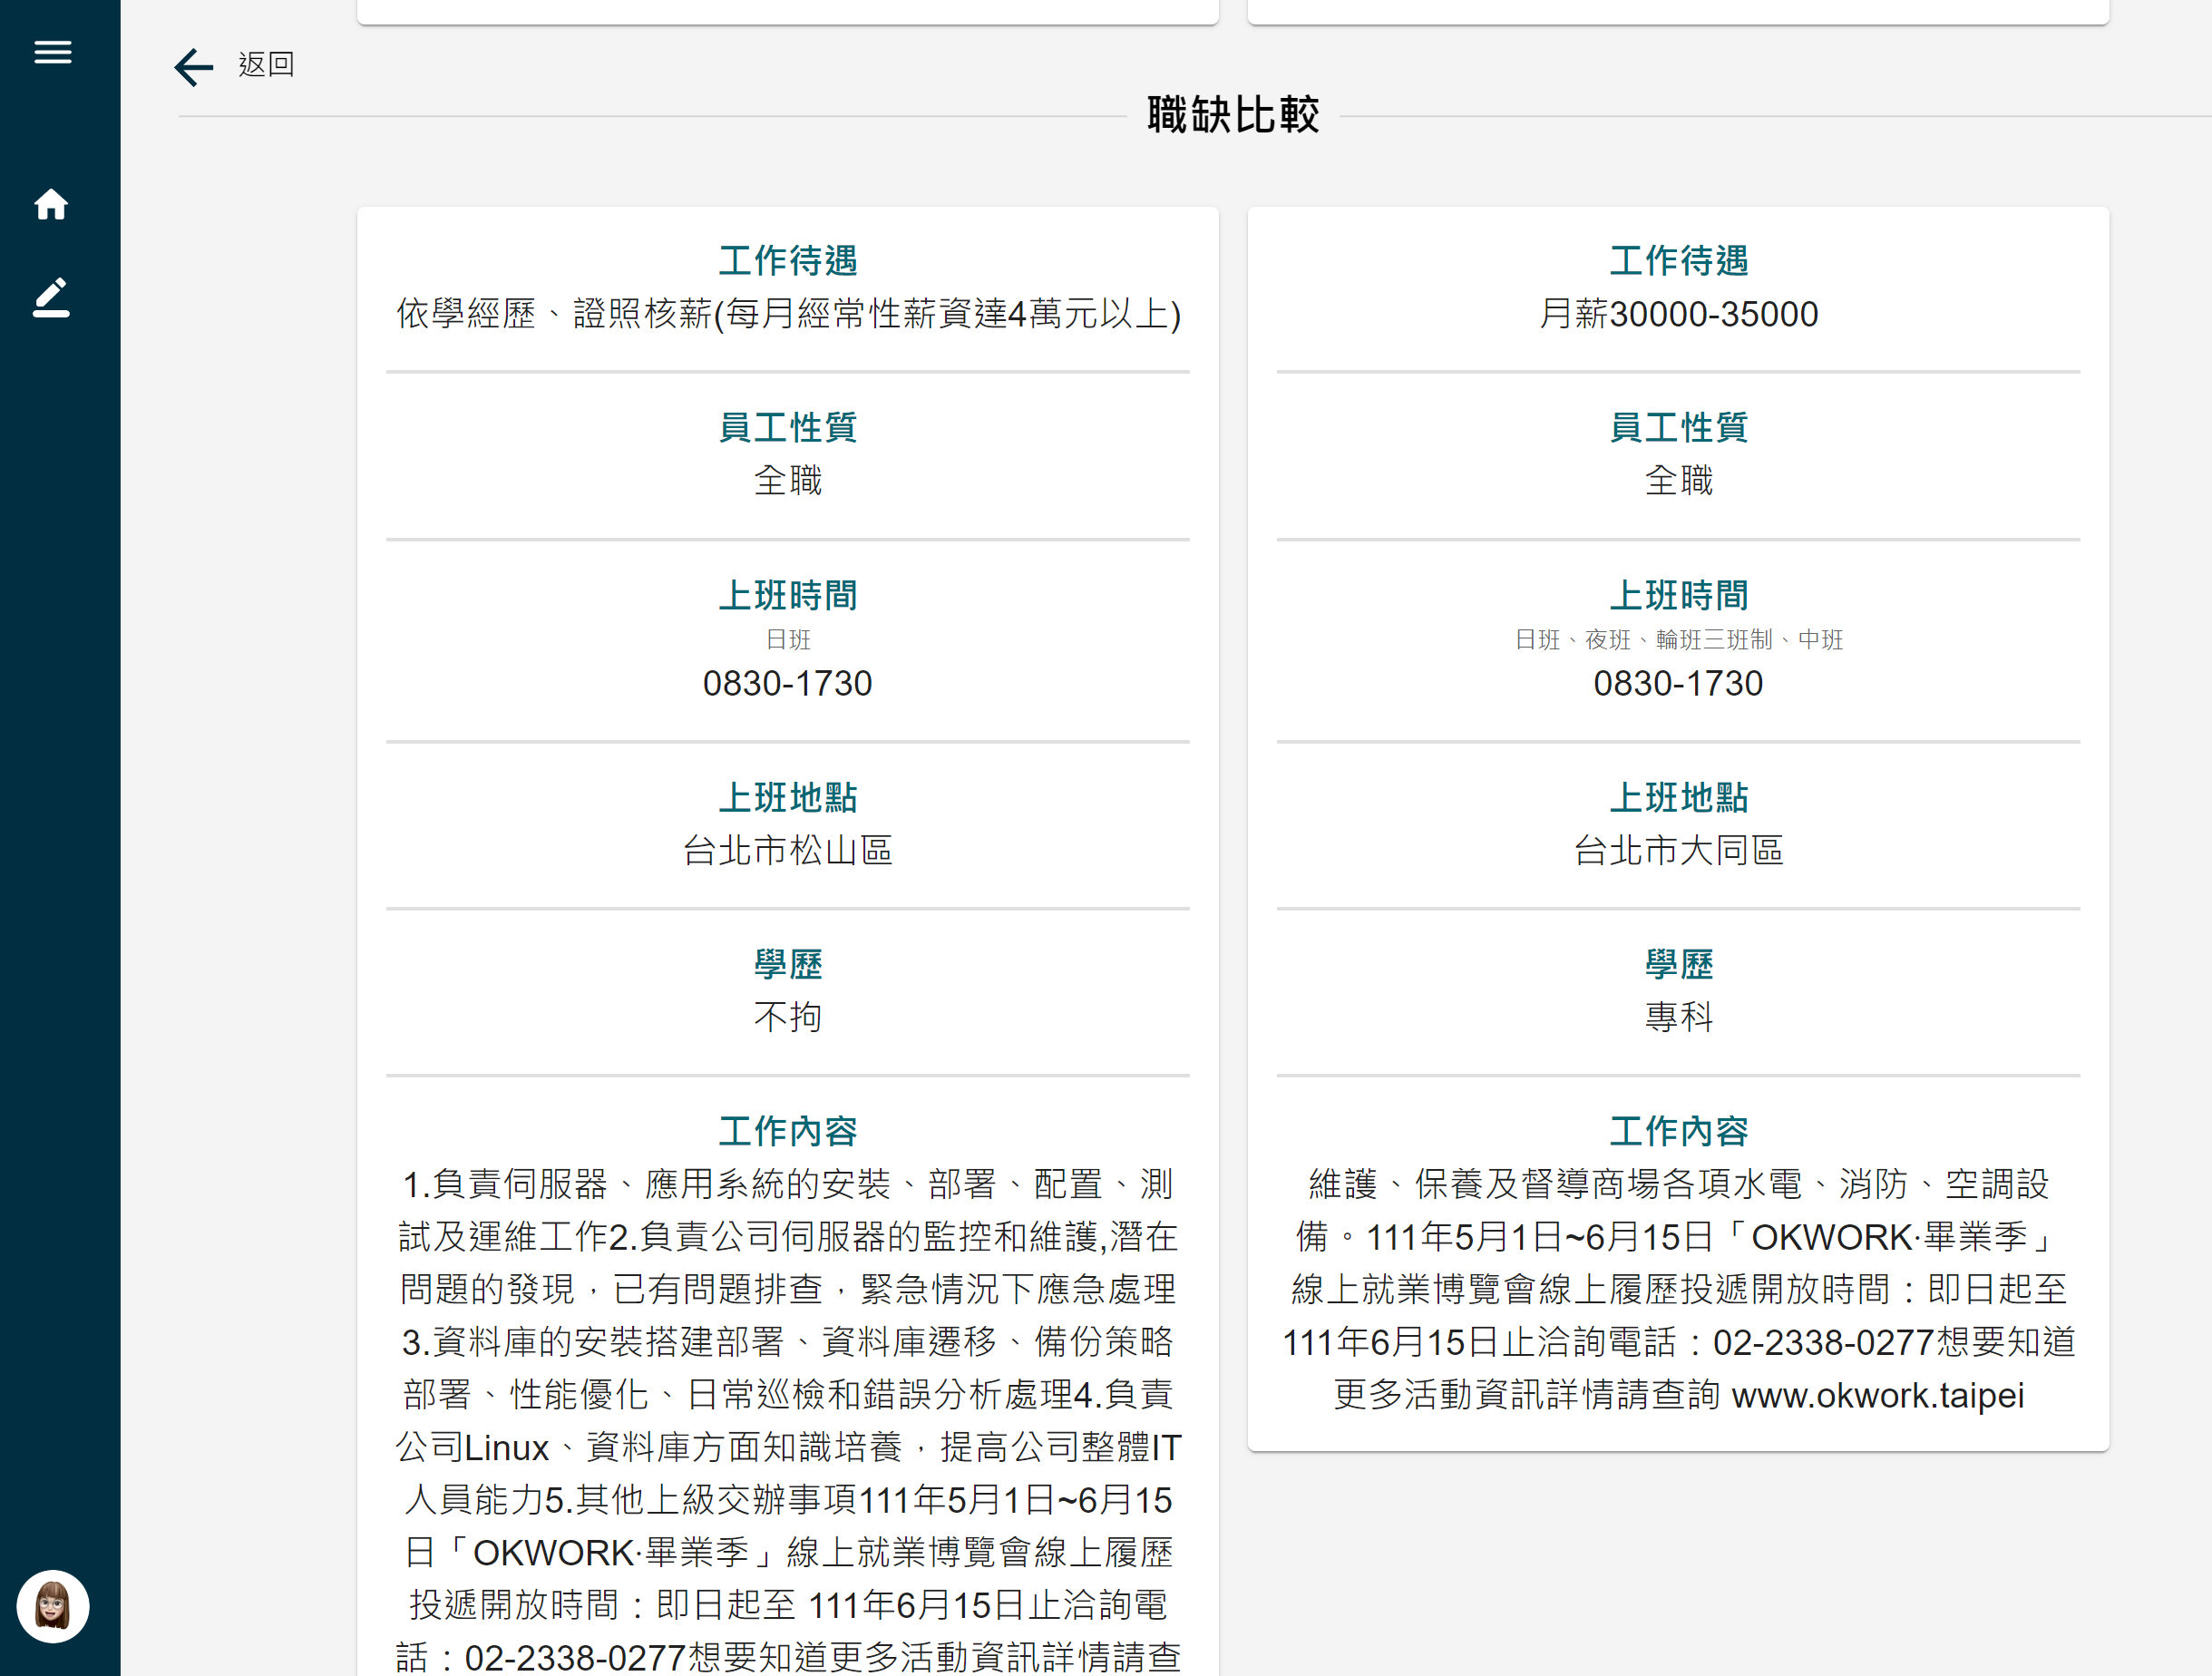 返回
職缺比較
工作待遇
依學經歷、證照核薪(每月經常性薪資達4萬元以上)
員工性質
全職
上班時間
日班
0830-1730
上班地點
台北市松山區
學歷
不拘
工作內容
1.負責伺服器、應用系統的安裝、部署、配置、測
試及運維工作2.負責公司伺服器的監控和維護,潛在
問題的發現，已有問題排查，緊急情況下應急處理
3.資料庫的安裝搭建部署、資料庫遷移、備份策略
部署、性能優化、日常巡檢和錯誤分析處理4.負責
公司Linux、資料庫方面知識培養，提高公司整體IT
人員能力5.其他上級交辦事項111年5月1日~6月15
日「OKWORK·畢業季」線上就業博覽會線上履歷
投遞開放時間：即日起至 111年6月15日止洽詢電
話：02-2338-0277想要知道更多活動資訊詳情請查
工作待遇
月薪30000-35000
員工性質
全職
上班時間
日班、夜班、輪班三班制、中班
0830-1730
上班地點
台北市大同區
學歷
專科
工作內容
維護、保養及督導商場各項水電、消防、空調設
備。111年5月1日~6月15日「OKWORK·畢業季」
線上就業博覽會線上履歷投遞開放時間：即日起至
111年6月15日止洽詢電話：02-2338-0277想要知道
更多活動資訊詳情請查詢 www.okwork.taipei